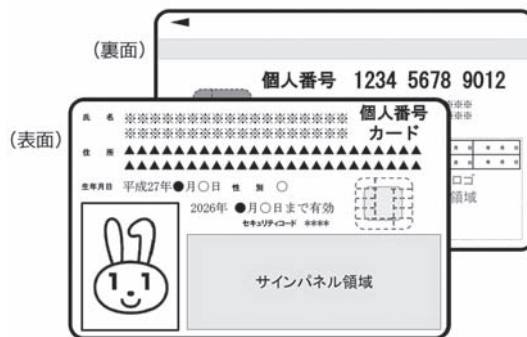 (裏面)
個人番号 1234 5678 9012
(表面)
氏名 ※※※※※※※※※※※※※※※※※※※※※※
※※※※※※※※※※※※※※※※※※※※※※
個人番号
カード
住所 ▲▲▲▲▲▲▲▲▲▲▲▲▲▲▲▲▲▲▲▲▲▲
▲▲▲▲▲▲▲▲▲▲▲▲▲▲▲▲▲▲▲▲▲▲
生年月日 平成27年●月○日 性別 ○
2026年 ●月○日まで有効
セキュリティコード ****
サインパネル領域
ロゴ
領域